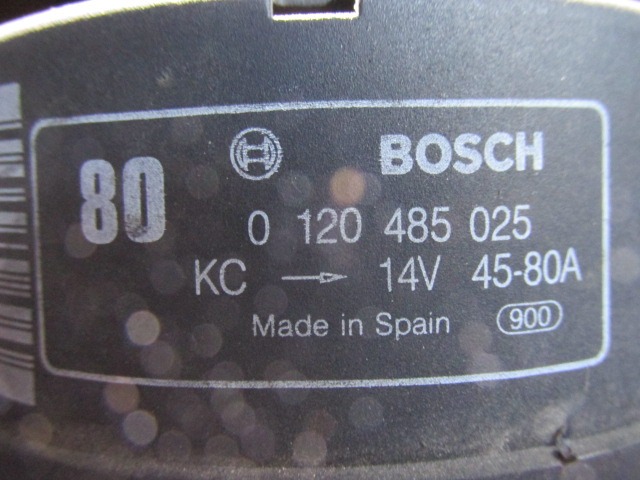 80 BOSCH
0 120 485 025
KC → 14V 45-80A
Made in Spain 900